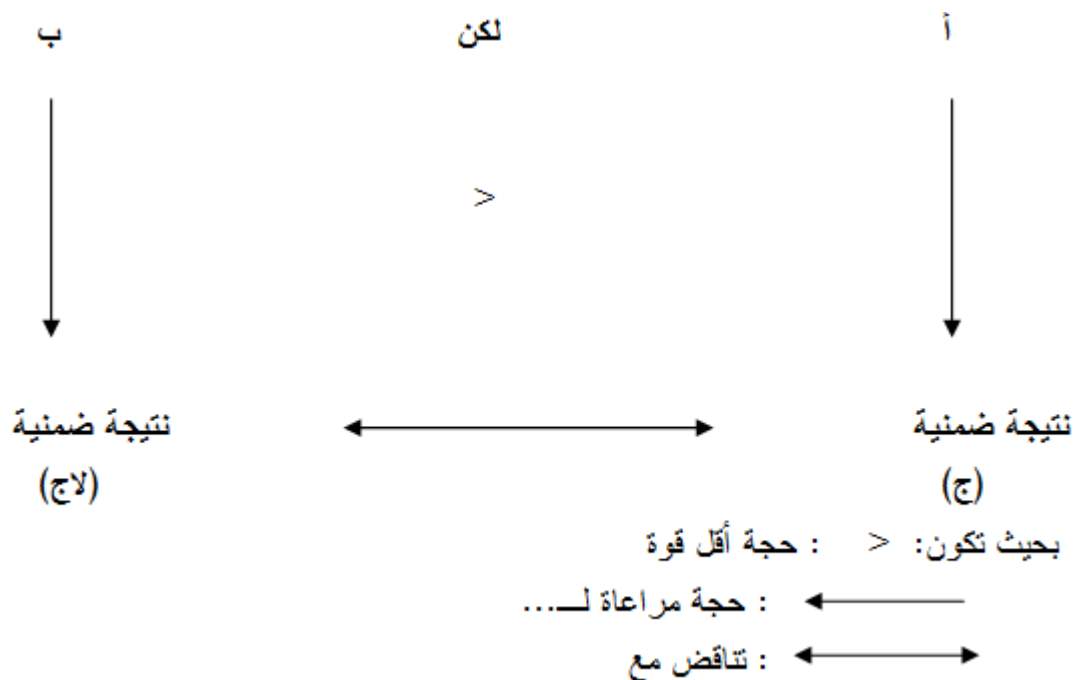 أ لكن ب
>
نتيجة ضمنية نتيجة ضمنية
(ج) (لاج)
بحيث تكون: > : حجة أقل قوة
: حجة مراعاة لـــ...
: تناقض مع